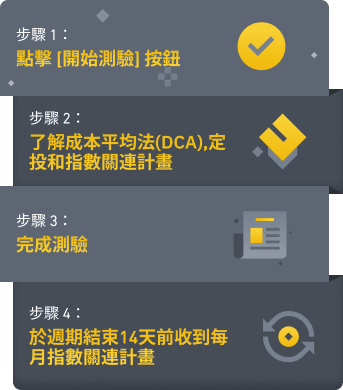 步驟 1：
點擊 [開始測驗] 按鈕
步驟 2：
了解成本平均法(DCA),定
投和指數關連計畫
步驟 3：
完成測驗
步驟 4：
於週期結束14天前收到每
月指數關連計畫